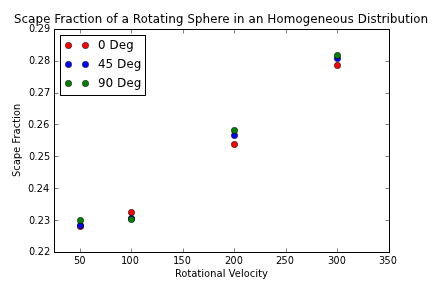 Scape Fraction of a Rotating Sphere in an Homogeneous Distribution
0.29
0.28
0.27
0.26
0.25
0.24
0.23
0.22
Scape Fraction
0 Deg
45 Deg
90 Deg
50 100 150 200 250 300 350
Rotational Velocity